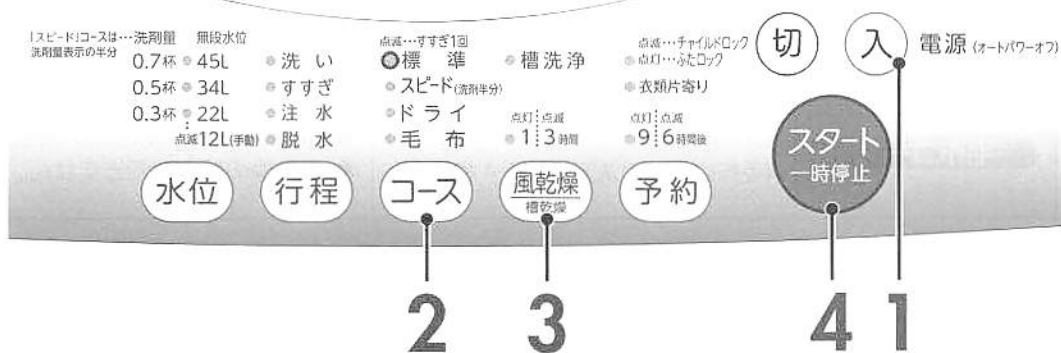 「スピード」コースは…
洗剤量表示の半分
洗剤量 無段水位
0.7杯 45L
0.5杯 34L
0.3杯 22L
点滅12L(手動)
洗い
すすぎ
注水
脱水
点滅…すすぎ1回
標準
スピード(洗剤半分)
ドライ
毛布
槽洗浄
点灯 点滅
1 3時間
点滅…チャイルドロック
点灯…ふたロック
衣類片寄り
点灯 点滅
9 6時間後
切
入
電源(オートパワーオフ)
スタート
一時停止
水位
行程
コース
風乾燥
槽乾燥
予約
2
3
4
1